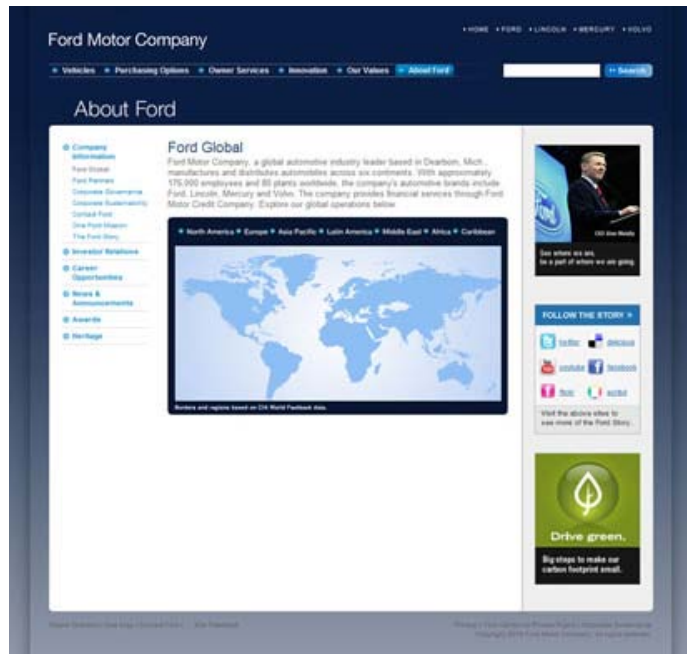 HOME FORD LINCOLN MERCURY VOLVO
Ford Motor Company
Vehicles Purchasing Options Owner Services Innovation Our Values About Ford
Search
About Ford
Company
Information
Ford Global
Ford Partners
Corporate Governance
Corporate Sustainability
Contact Ford
One Ford Mission
The Ford Story
Investor Relations
Career
Opportunities
News &
Announcements
Awards
Heritage
Ford Global
Ford Motor Company, a global automotive industry leader based in Dearborn, Mich.,
manufactures and distributes automobiles across six continents. With approximately
176,000 employees and 80 plants worldwide, the company's automotive brands include
Ford, Lincoln, Mercury and Volvo. The company provides financial services through Ford
Motor Credit Company. Explore our global operations below
North America Europe Asia Pacific Latin America Middle East Africa Caribbean
Borders and regions based on CIA World Factbook data.
Ford
CEO Alan Mulally
See where we are,
be a part of where we are going.
FOLLOW THE STORY »
twitter delicious
youtube facebook
flickr scribd
Visit the above sites to
see more of the Ford Story.
Drive green.
Big steps to make our
carbon footprint small.